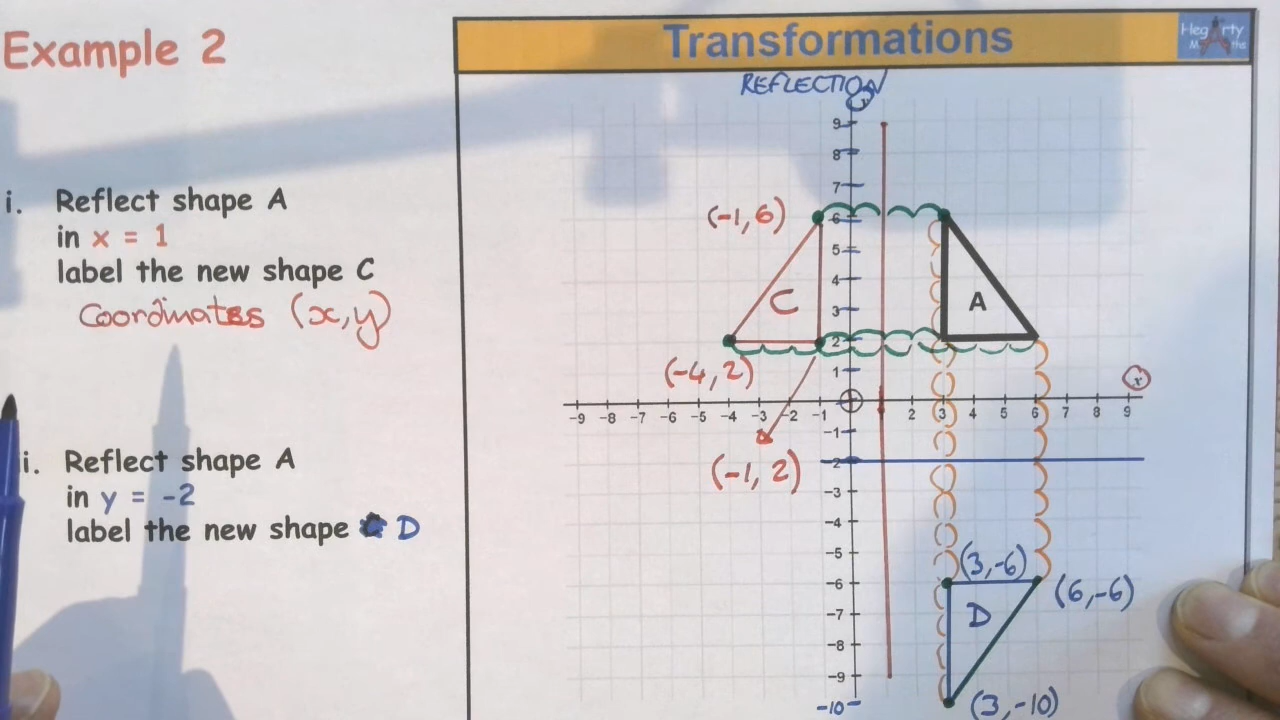 Example 2
i. Reflect shape A
in x = 1
label the new shape C
Coordinates (x,y)
i. Reflect shape A
in y = -2
label the new shape D
Transformations
Hegarty
Maths
REFLECTION
y
9
8
7
(-1,6)
6
5
4
C
A
3
2
(-4,2)
1
x
-9 -8 -7 -6 -5 -4 -3 -2 -1 2 3 4 5 6 7 8 9
-1
(-1, 2)
-2
-3
-4
-5
(3,-6)
-6
(6,-6)
D
-7
-8
-9
-10
(3,-10)